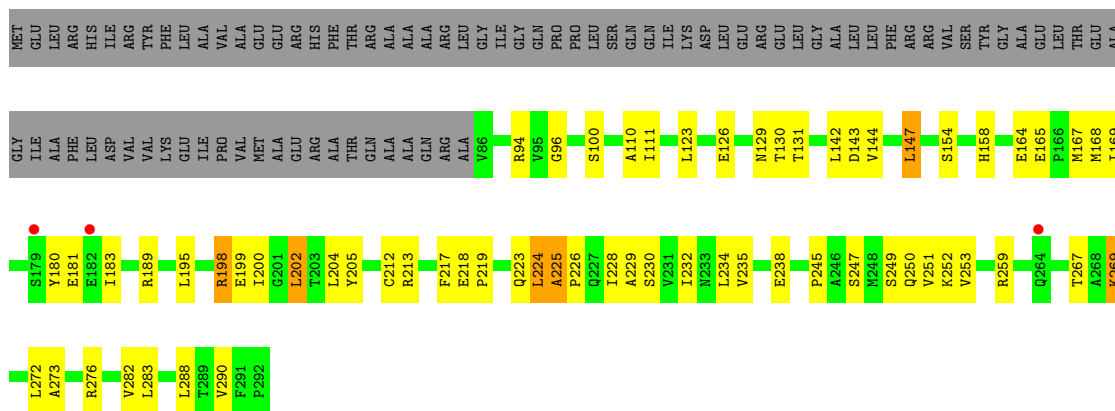 MET GLU LEU ARG HIS ILE ARG TYR PHE LEU ALA VAL ALA GLU GLU ARG HIS PHE THR ARG ALA ALA ALA ARG LEU GLY ILE GLY GLN PRO PRO LEU SER GLN GLN ILE LYS ASP LEU GLU ARG GLU LEU GLY ALA LEU LEU PHE ARG ARG VAL SER TYR GLY ALA GLU LEU THR GLU ALA
GLY ILE ALA PHE LEU ASP VAL VAL LYS GLU ILE PRO VAL MET ALA GLU ARG ALA THR GLN ALA ALA GLN ARG ALA V86 R94 V95 G96 S100 A110 I111 L123 E126 N129 T130 T131 L142 D143 V144 L147 S154 H158 E164 E165 P166 M167 M168
S179 Y180 E181 E182 I183 R189 L195 R198 E199 I200 G201 L202 T203 L204 Y205 C212 R213 F217 E218 P219 Q223 L224 A225 P226 Q227 I228 A229 S230 V231 I232 N233 L234 V235 E238 P245 A246 S247 M248 S249 Q250 V251 K252 V253 R259 Q264 T267 A268 K269
L272 A273 R276 V282 L283 L288 T289 V290 F291 P292